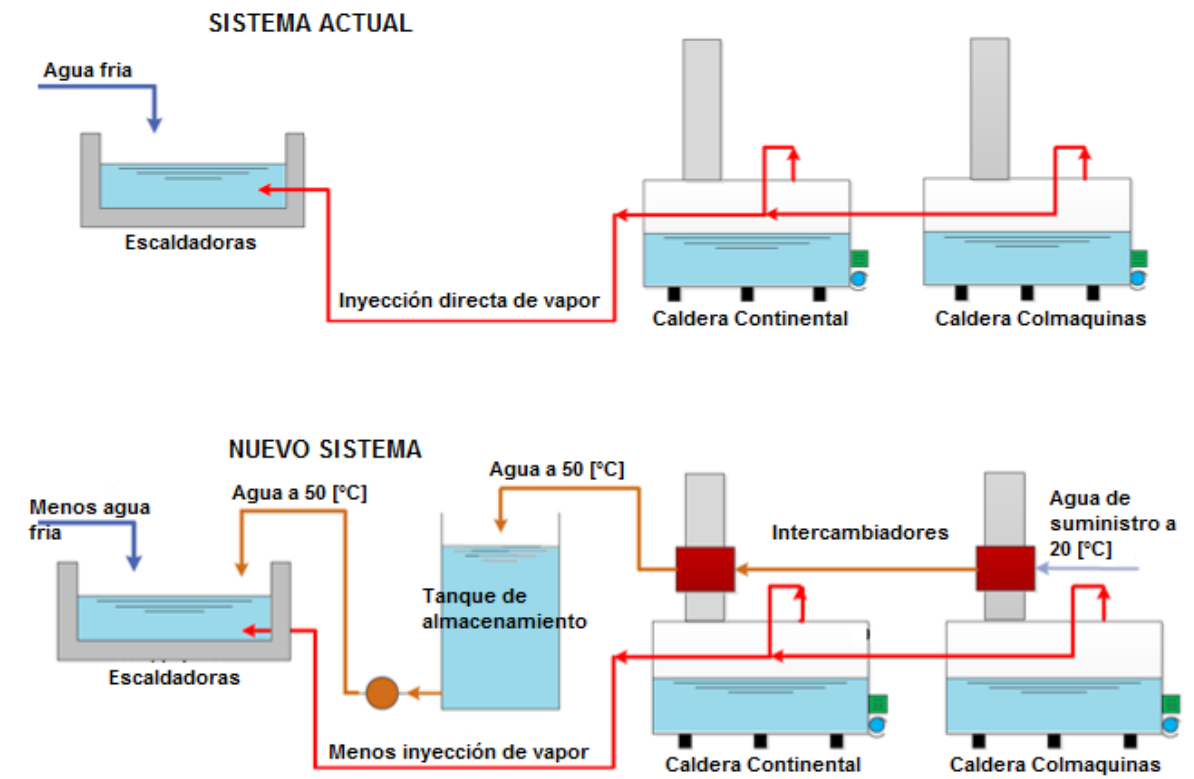 SISTEMA ACTUAL
Agua fria
Escaldadoras
Inyección directa de vapor
Caldera Continental
Caldera Colmaquinas
NUEVO SISTEMA
Agua a 50 [°C]
Agua a 50 [°C]
Menos agua
fria
Intercambiadores
Agua de
suministro a
20 [°C]
Tanque de
almacenamiento
Escaldadoras
Menos inyección de vapor
Caldera Continental
Caldera Colmaquinas